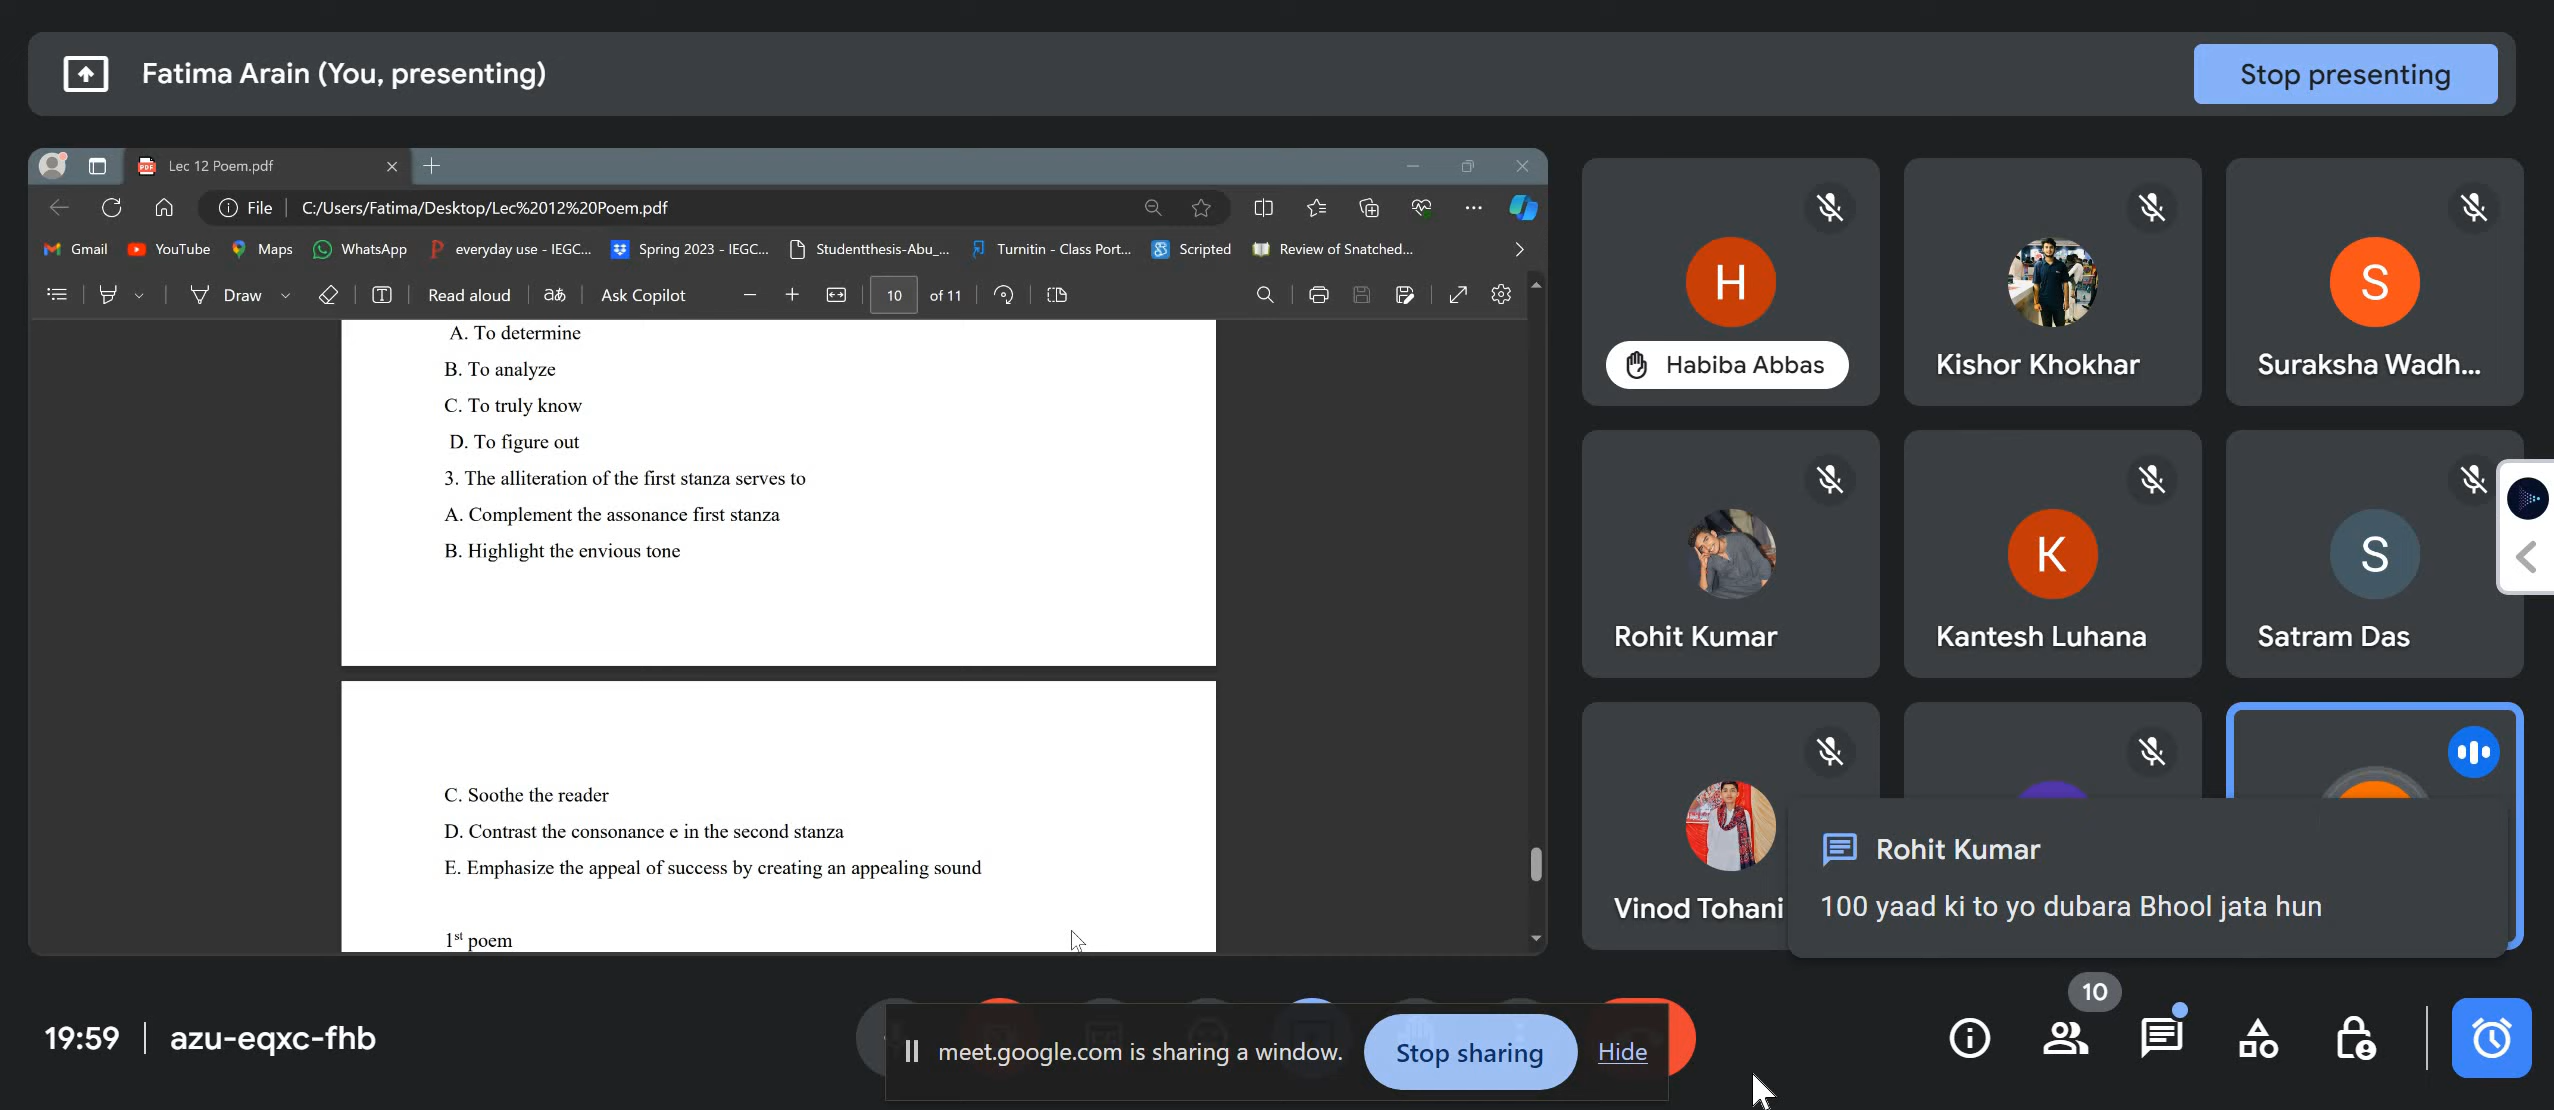 Fatima Arain (You, presenting)
Stop presenting
Lec 12 Poem.pdf
File
C:/Users/Fatima/Desktop/Lec%2012%20Poem.pdf
Gmail
YouTube
Maps
WhatsApp
everyday use - IEGC...
Spring 2023 - IEGC...
Studentthesis-Abu_...
Turnitin - Class Port...
Scripted
Review of Snatched...
Draw
Read aloud
aあ
Ask Copilot
10
of 11
A. To determine
B. To analyze
C. To truly know
D. To figure out
3. The alliteration of the first stanza serves to
A. Complement the assonance first stanza
B. Highlight the envious tone
C. Soothe the reader
D. Contrast the consonance e in the second stanza
E. Emphasize the appeal of success by creating an appealing sound
1st poem
H
Habiba Abbas
Kishor Khokhar
S
Suraksha Wadh...
Rohit Kumar
K
Kantesh Luhana
S
Satram Das
Vinod Tohani
Rohit Kumar
100 yaad ki to yo dubara Bhool jata hun
19:59
azu-eqxc-fhb
meet.google.com is sharing a window.
Stop sharing
Hide
10